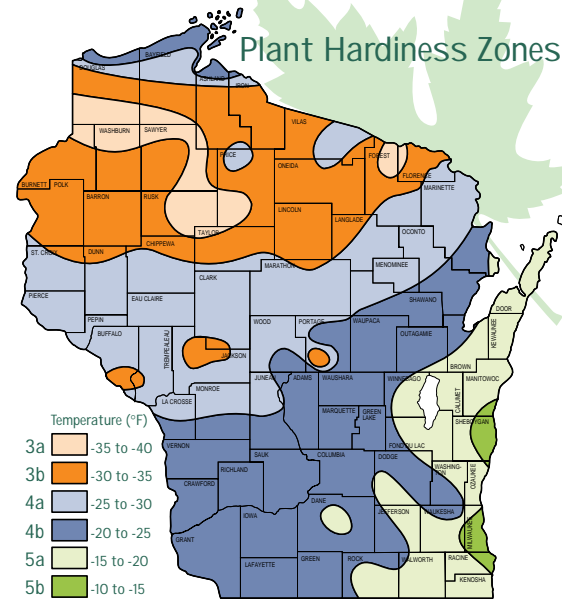 Plant Hardiness Zones
DOUGLAS
BAYFIELD
ASHLAND
IRON
VILAS
WASHBURN
SAWYER
PRICE
ONEIDA
FOREST
FLORENCE
MARINETTE
BURNETT
POLK
BARRON
RUSK
LINCOLN
LANGLADE
TAYLOR
OCONTO
ST. CROIX
DUNN
CHIPPEWA
CLARK
MARATHON
MENOMINEE
PIERCE
EAU CLAIRE
SHAWANO
DOOR
PEPIN
BUFFALO
TREMPEALEAU
JACKSON
WOOD
PORTAGE
WAUPACA
OUTAGAMIE
KEWAUNEE
BROWN
MONROE
JUNEAU
ADAMS
WAUSHARA
WINNEBAGO
CALUMET
MANITOWOC
LA CROSSE
MARQUETTE
GREEN
LAKE
SHEBOYGAN
VERNON
SAUK
COLUMBIA
FOND DU LAC
DODGE
RICHLAND
WASHING-
TON
OZAUKEE
CRAWFORD
IOWA
DANE
JEFFERSON
WAUKESHA
MILWAUKEE
GRANT
LAFAYETTE
GREEN
ROCK
WALWORTH
RACINE
KENOSHA
Temperature (°F)
3a -35 to -40
3b -30 to -35
4a -25 to -30
4b -20 to -25
5a -15 to -20
5b -10 to -15